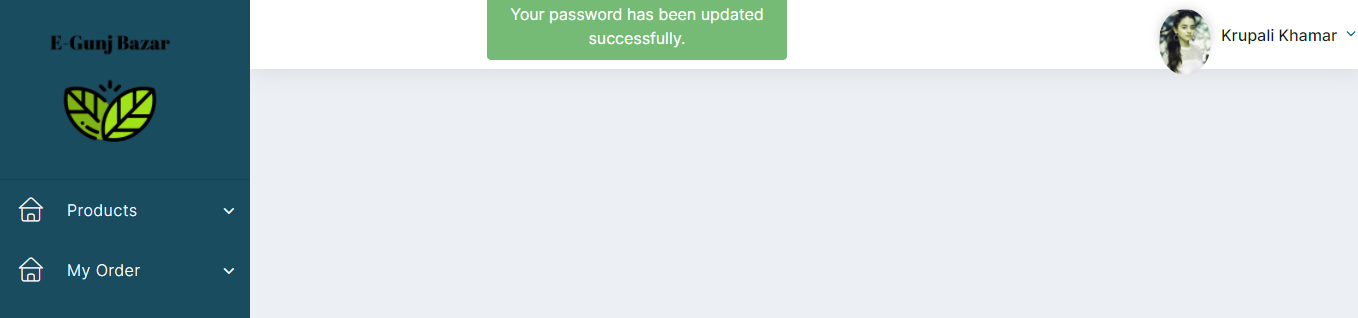 E-Gunj Bazar
Your password has been updated
successfully.
Krupali Khamar
Products
My Order